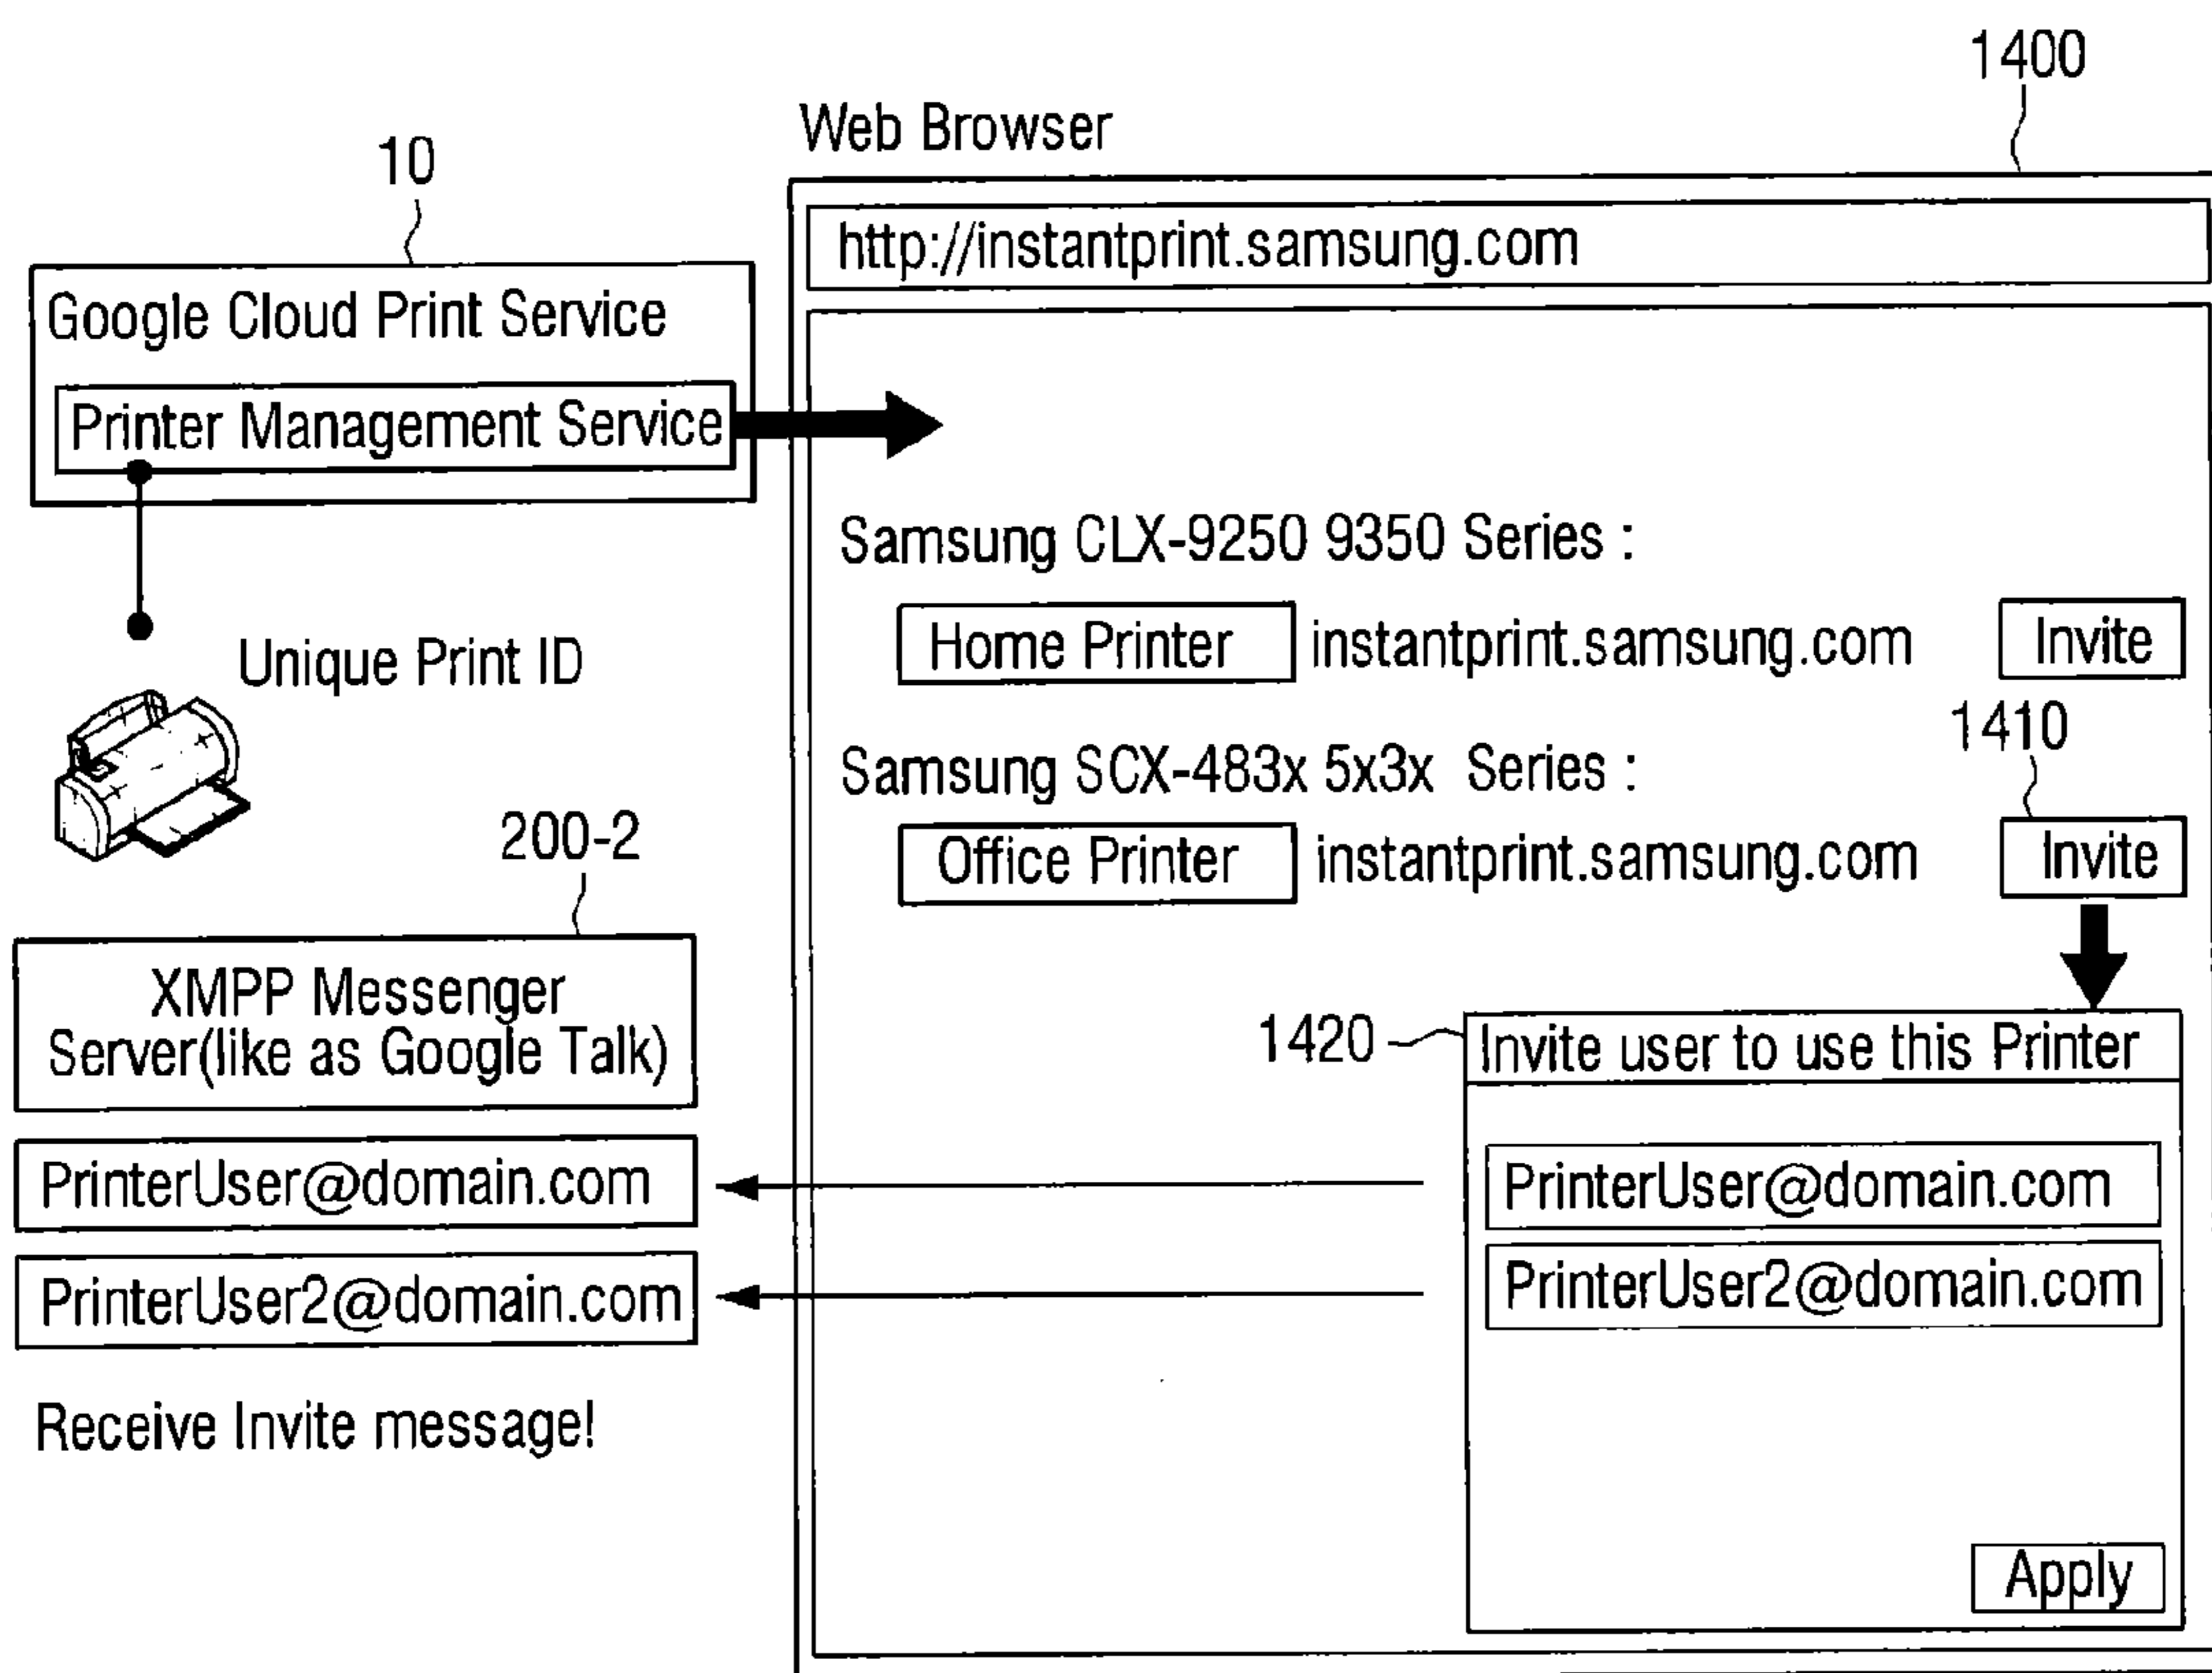 1400
Web Browser
10
http://instantprint.samsung.com
Google Cloud Print Service
Printer Management Service
Samsung CLX-9250 9350 Series :
Home Printer instantprint.samsung.com Invite
Unique Print ID
1410
Samsung SCX-483x 5x3x Series :
200-2
Office Printer instantprint.samsung.com Invite
XMPP Messenger
Server(like as Google Talk)
1420
Invite user to use this Printer
PrinterUser@domain.com
PrinterUser@domain.com
PrinterUser2@domain.com
PrinterUser2@domain.com
Receive Invite message!
Apply